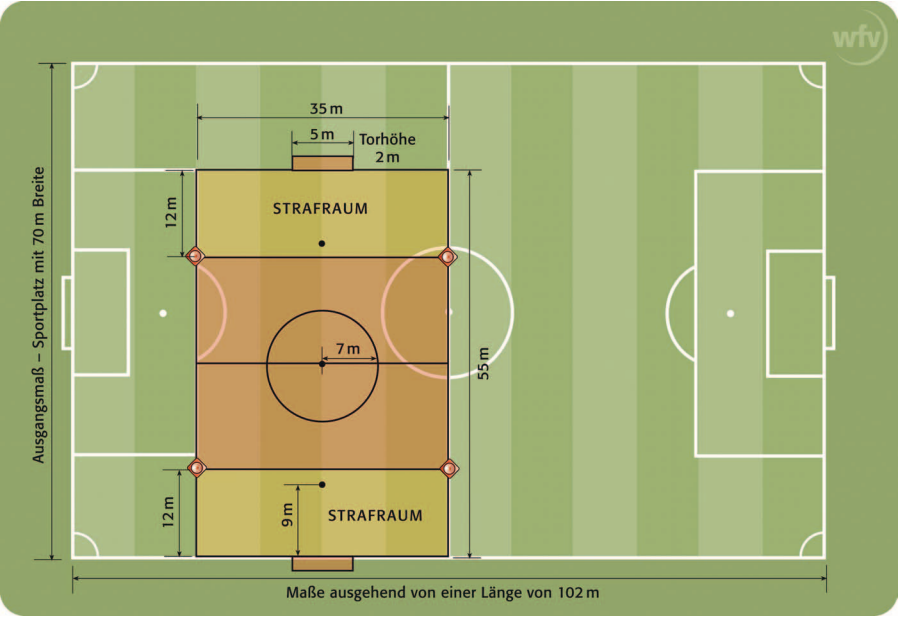 wfv
35 m
5 m
Torhöhe
2 m
12 m
STRAFRAUM
Ausgangsmaß – Sportplatz mit 70 m Breite
7 m
55 m
12 m
9 m
STRAFRAUM
Maße ausgehend von einer Länge von 102 m